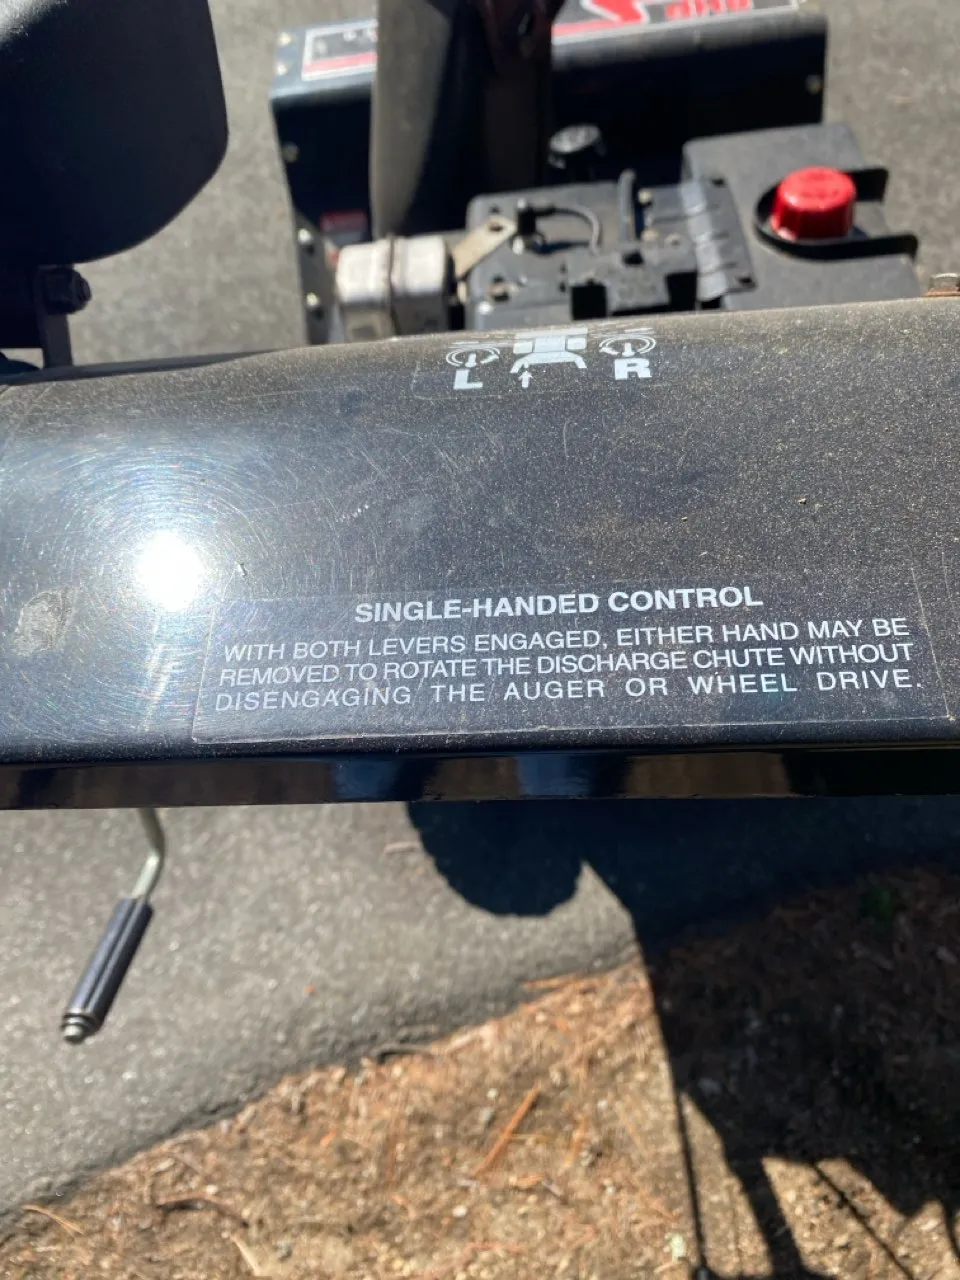 L R
SINGLE-HANDED CONTROL
WITH BOTH LEVERS ENGAGED, EITHER HAND MAY BE
REMOVED TO ROTATE THE DISCHARGE CHUTE WITHOUT
DISENGAGING THE AUGER OR WHEEL DRIVE.